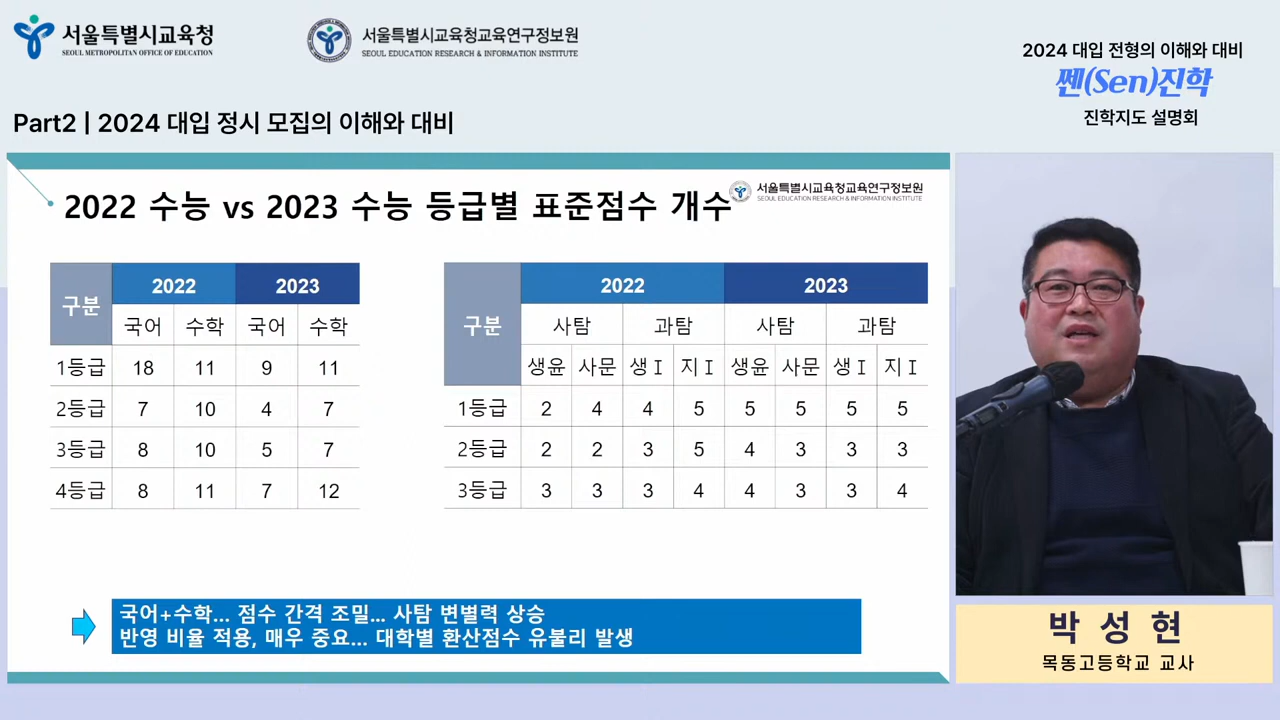 서울특별시교육청
SEOUL METROPOLITAN OFFICE OF EDUCATION
서울특별시교육청교육연구정보원
SEOUL EDUCATION RESEARCH & INFORMATION INSTITUTE
2024 대입 전형의 이해와 대비
쎈(Sen)진학
진학지도 설명회
Part2 | 2024 대입 정시 모집의 이해와 대비
2022 수능 vs 2023 수능 등급별 표준점수 개수
서울특별시교육청교육연구정보원
SEOUL EDUCATION RESEARCH & INFORMATION INSTITUTE
구분 2022 2023
국어 수학 국어 수학
1등급 18 11 9 11
2등급 7 10 4 7
3등급 8 10 5 7
4등급 8 11 7 12
구분 2022 2023
사탐 과탐 사탐 과탐
생윤 사문 생Ⅰ 지Ⅰ 생윤 사문 생Ⅰ 지Ⅰ
1등급 2 4 4 5 5 5 5 5
2등급 2 2 3 5 4 3 3 3
3등급 3 3 3 4 4 3 3 4
국어+수학... 점수 간격 조밀... 사탐 변별력 상승
반영 비율 적용, 매우 중요... 대학별 환산점수 유불리 발생
박 성 현
목동고등학교 교사